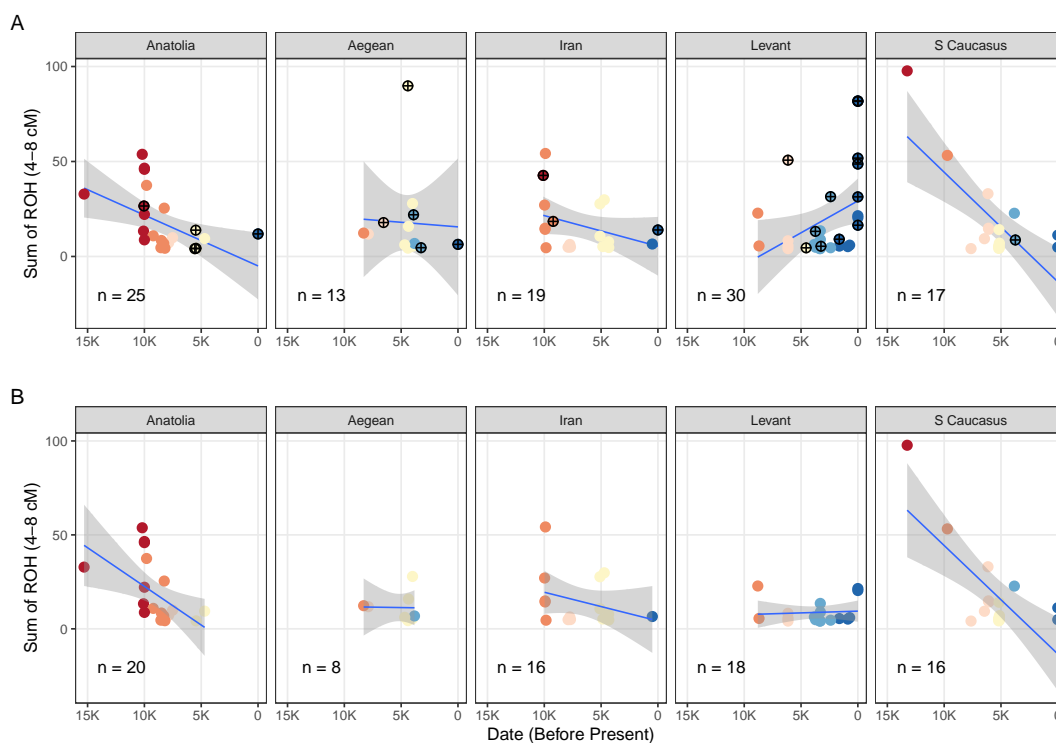 A
Anatolia Aegean Iran Levant S Caucasus
Sum of ROH (4−8 cM)
100
50
0
n = 25 n = 13 n = 19 n = 30 n = 17
15K 10K 5K 0 15K 10K 5K 0 15K 10K 5K 0 15K 10K 5K 0 15K 10K 5K 0
B
Anatolia Aegean Iran Levant S Caucasus
Sum of ROH (4−8 cM)
100
50
0
n = 20 n = 8 n = 16 n = 18 n = 16
15K 10K 5K 0 15K 10K 5K 0 15K 10K 5K 0 15K 10K 5K 0 15K 10K 5K 0
Date (Before Present)